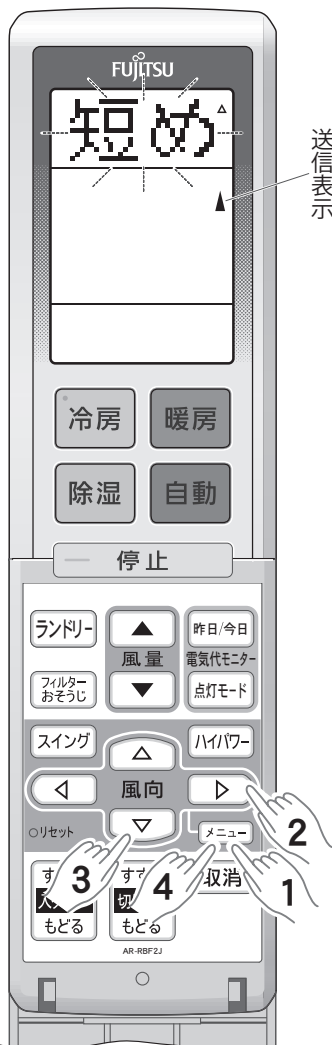 FUJITSU
短め
送信表示
冷房
暖房
除湿
自動
停止
ランドリー
風量
昨日/今日
電気代モニター
フィルター
おそうじ
点灯モード
スイング
ハイパワー
風向
リセット
メニュー
2
3
4
1
もどる
もどる
取消
AR-RBF2J